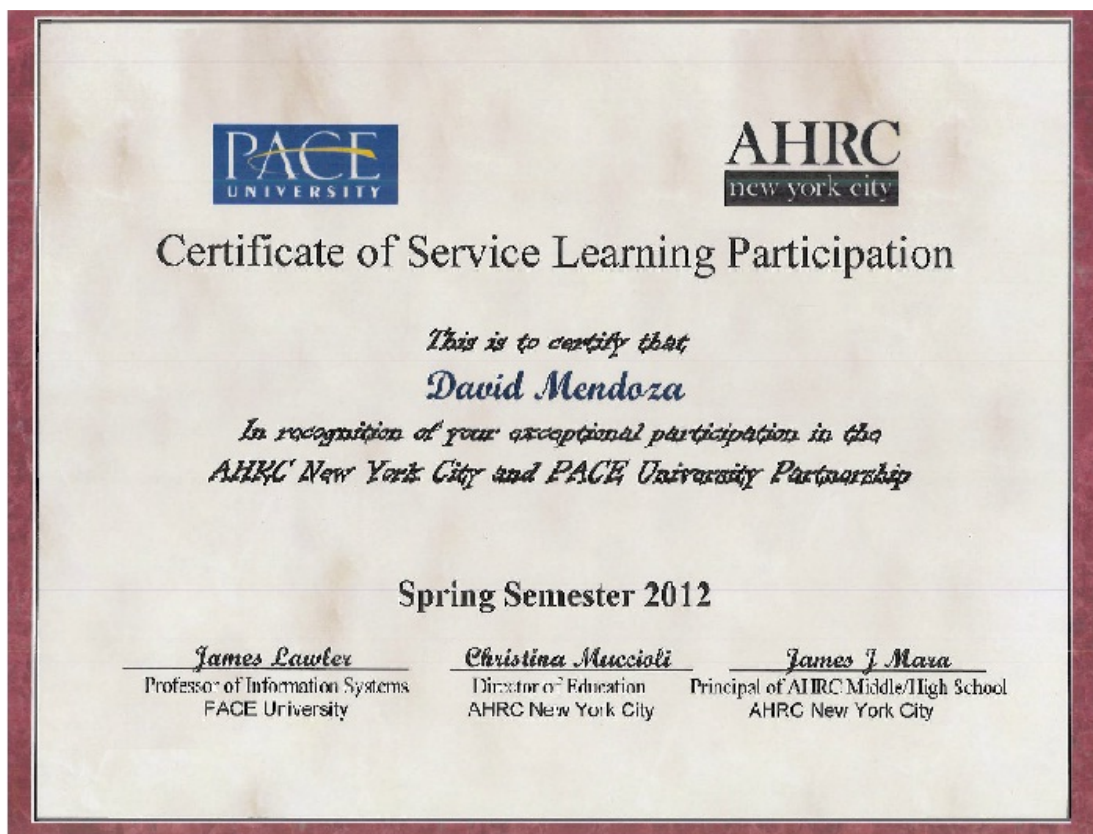 PACE
UNIVERSITY
AHRC
new york city
Certificate of Service Learning Participation
This is to certify that
David Mendoza
In recognition of your exceptional participation in the
AHRC New York City and PACE University Partnership
Spring Semester 2012
James Lawler
Christina Muccioli
James J Mara
Professor of Information Systems
Director of Education
Principal of AHRC Middle/High School
PACE University
AHRC New York City
AHRC New York City